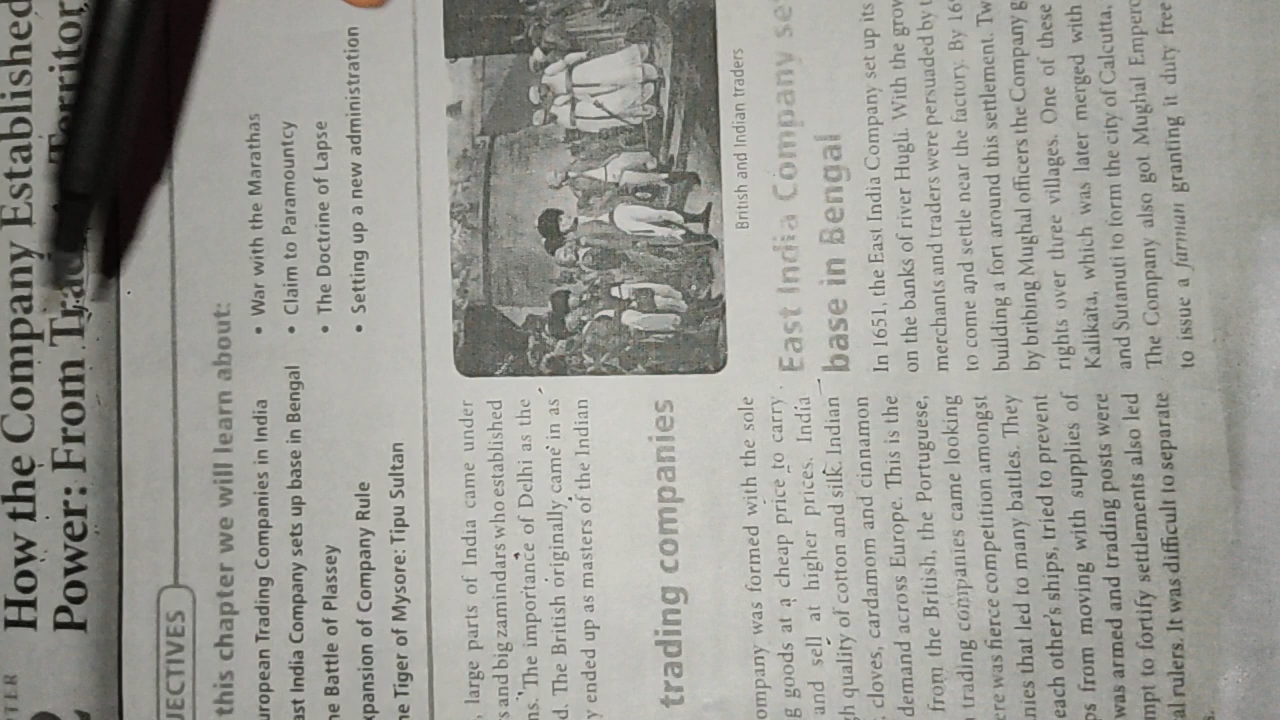 How the Company Established
Power: From
OBJECTIVES
this chapter we will learn about:
European Trading Companies in India
East India Company sets up base in Bengal
The Battle of Plassey
Expansion of Company Rule
The Tiger of Mysore: Tipu Sultan
• War with the Marathas
• Claim to Paramountcy
• The Doctrine of Lapse
• Setting up a new administration
, large parts of India came under
s and big zamindars who established
ns. The importance of Delhi as the
d. The British originally came in as
y ended up as masters of the Indian
trading companies
ompany was formed with the sole
g goods at a cheap price to carry
and sell at higher prices. India
gh quality of cotton and silk. Indian
, cloves, cardamom and cinnamon
demand across Europe. This is the
from the British, the Portuguese,
trading companies came looking
ere was fierce competition amongst
nies that led to many battles. They
each other's ships, tried to prevent
ps from moving with supplies of
was armed and trading posts were
mpt to fortify settlements also led
al rulers. It was difficult to separate
British and Indian traders
East India Company se
base in Bengal
In 1651, the East India Company set up its
on the banks of river Hugli. With the grow
merchants and traders were persuaded by t
to come and settle near the factory. By 16
building a fort around this settlement. Tw
by bribing Mughal officers the Company g
rights over three villages. One of these
Kalikata, which was later merged with
and Sutanuti to form the city of Calcutta.
The Company also got Mughal Empero
to issue a farman granting it duty free